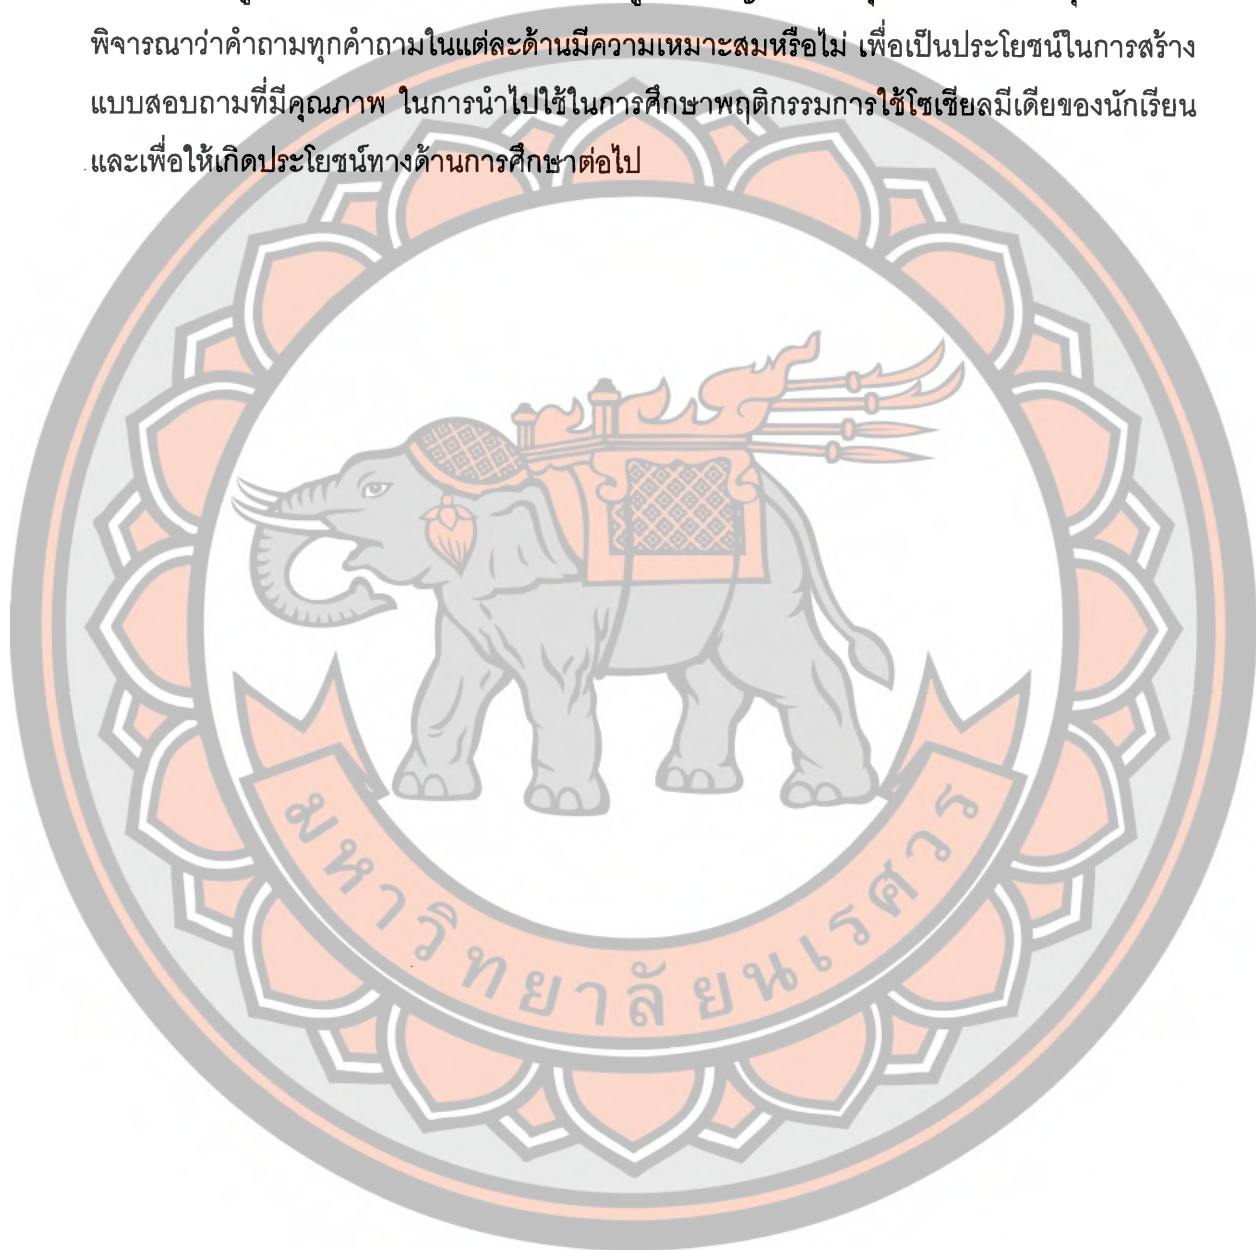 พิจารณาว่าคำถามทุกคำถามในแต่ละด้านมีความเหมาะสมหรือไม่ เพื่อเป็นประโยชน์ในการสร้าง
แบบสอบถามที่มีคุณภาพ ในการนำไปใช้ในการศึกษาพฤติกรรมการใช้โซเชียลมีเดียของนักเรียน
และเพื่อให้เกิดประโยชน์ทางด้านการศึกษาต่อไป
มหาวิทยาลัยนเรศวร